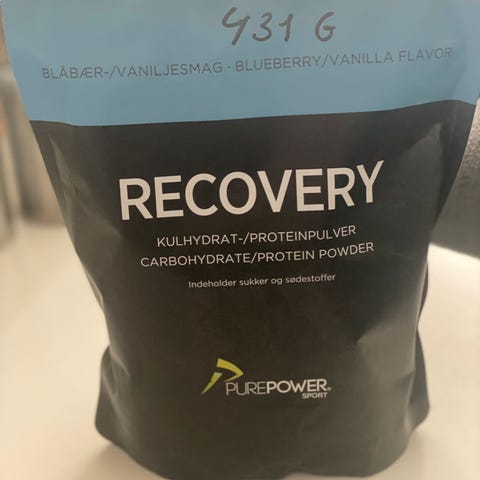 431 G
BLÅBÆR-/VANILJESMAG · BLUEBERRY/VANILLA FLAVOR
RECOVERY
KULHYDRAT-/PROTEINPULVER
CARBOHYDRATE/PROTEIN POWDER
Indeholder sukker og sødestoffer
PUREPOWER®
SPORT